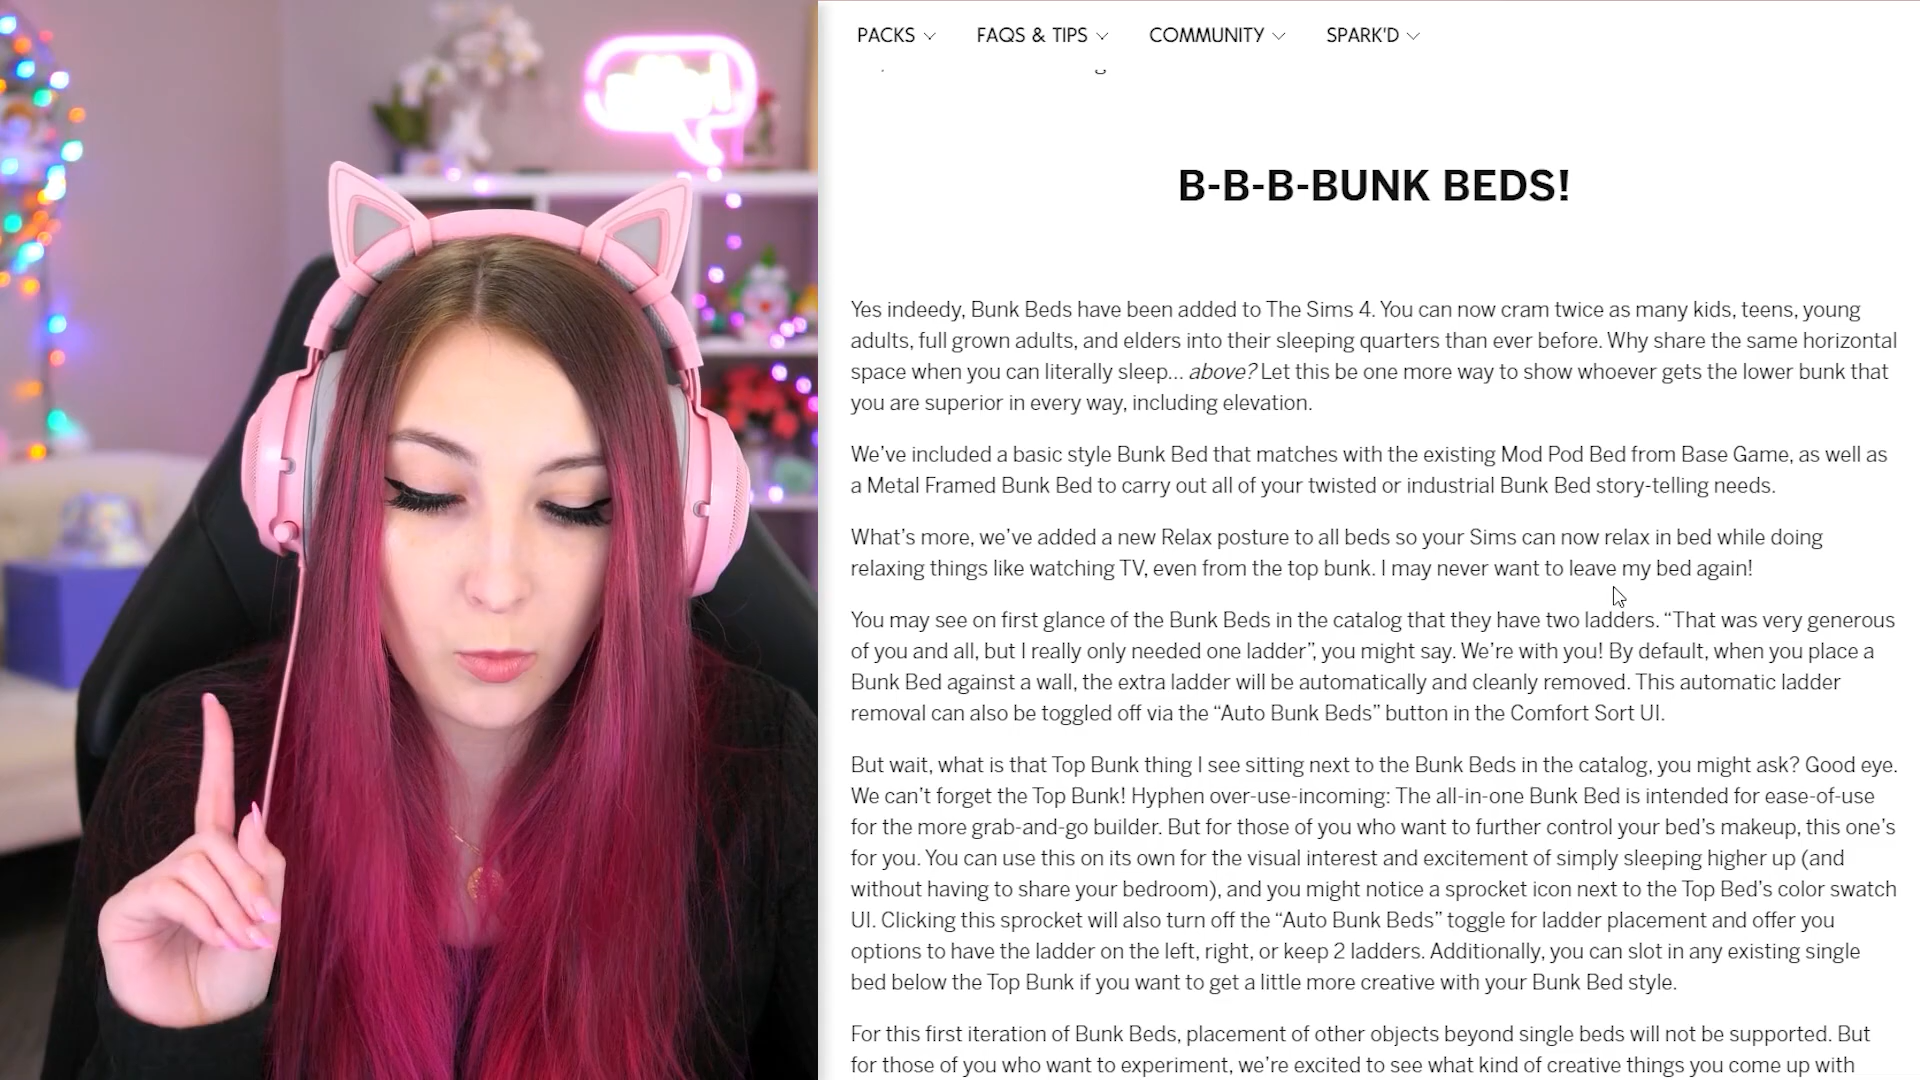 PACKS FAQS & TIPS COMMUNITY SPARK'D
B-B-B-BUNK BEDS!
Yes indeedy, Bunk Beds have been added to The Sims 4. You can now cram twice as many kids, teens, young
adults, full grown adults, and elders into their sleeping quarters than ever before. Why share the same horizontal
space when you can literally sleep... above? Let this be one more way to show whoever gets the lower bunk that
you are superior in every way, including elevation.
We’ve included a basic style Bunk Bed that matches with the existing Mod Pod Bed from Base Game, as well as
a Metal Framed Bunk Bed to carry out all of your twisted or industrial Bunk Bed story-telling needs.
What’s more, we’ve added a new Relax posture to all beds so your Sims can now relax in bed while doing
relaxing things like watching TV, even from the top bunk. I may never want to leave my bed again!
You may see on first glance of the Bunk Beds in the catalog that they have two ladders. “That was very generous
of you and all, but I really only needed one ladder”, you might say. We’re with you! By default, when you place a
Bunk Bed against a wall, the extra ladder will be automatically and cleanly removed. This automatic ladder
removal can also be toggled off via the “Auto Bunk Beds” button in the Comfort Sort UI.
But wait, what is that Top Bunk thing I see sitting next to the Bunk Beds in the catalog, you might ask? Good eye.
We can’t forget the Top Bunk! Hyphen over-use-incoming: The all-in-one Bunk Bed is intended for ease-of-use
for the more grab-and-go builder. But for those of you who want to further control your bed’s makeup, this one’s
for you. You can use this on its own for the visual interest and excitement of simply sleeping higher up (and
without having to share your bedroom), and you might notice a sprocket icon next to the Top Bed’s color swatch
UI. Clicking this sprocket will also turn off the “Auto Bunk Beds” toggle for ladder placement and offer you
options to have the ladder on the left, right, or keep 2 ladders. Additionally, you can slot in any existing single
bed below the Top Bunk if you want to get a little more creative with your Bunk Bed style.
For this first iteration of Bunk Beds, placement of other objects beyond single beds will not be supported. But
for those of you who want to experiment, we’re excited to see what kind of creative things you come up with